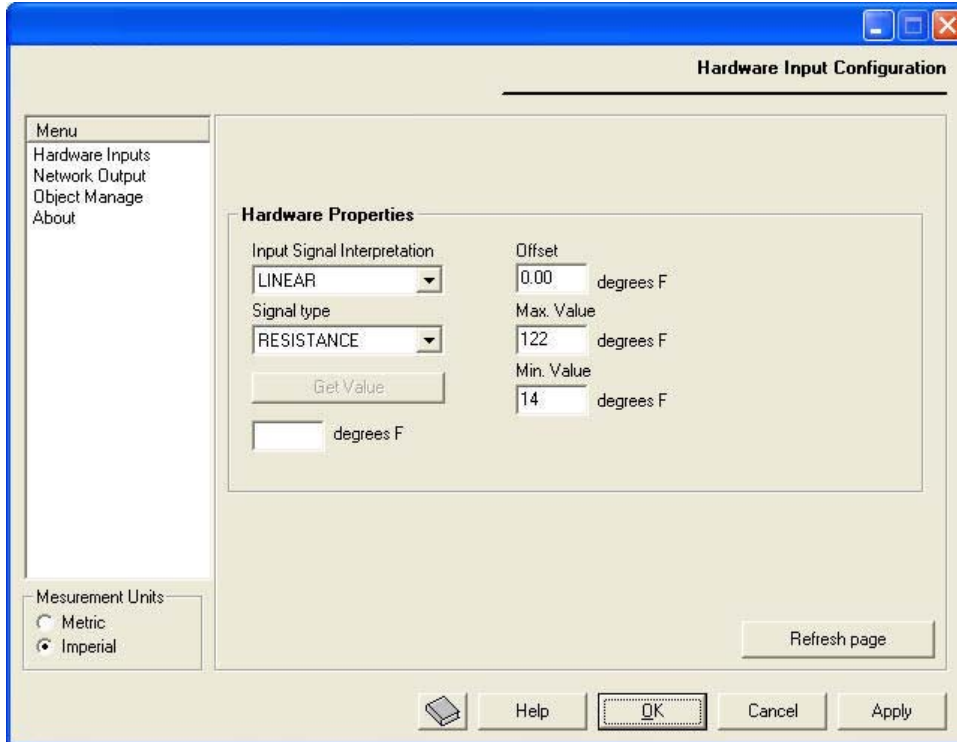 Hardware Input Configuration
Menu
Hardware Inputs
Network Output
Object Manage
About
Hardware Properties
Input Signal Interpretation
LINEAR
Signal type
RESISTANCE
Get Value
degrees F
Offset
0.00 degrees F
Max. Value
122 degrees F
Min. Value
14 degrees F
Mesurement Units
Metric
Imperial
Refresh page
Help
OK
Cancel
Apply